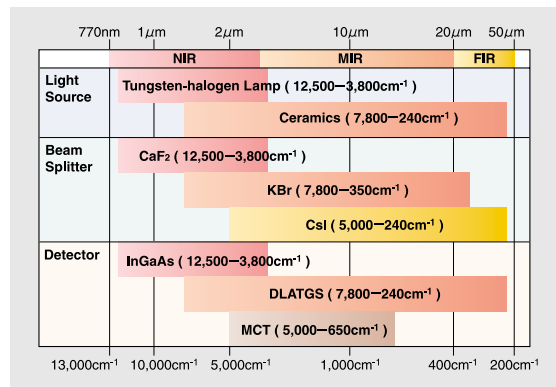 770nm 1μm 2μm 10μm 20μm 50μm
NIR MIR FIR
Light
Source
Tungsten-halogen Lamp ( 12,500–3,800cm⁻¹ )
Ceramics ( 7,800–240cm⁻¹ )
Beam
Splitter
CaF₂ ( 12,500–3,800cm⁻¹ )
KBr ( 7,800–350cm⁻¹ )
CsI ( 5,000–240cm⁻¹ )
Detector
InGaAs ( 12,500–3,800cm⁻¹ )
DLATGS ( 7,800–240cm⁻¹ )
MCT ( 5,000–650cm⁻¹ )
13,000cm⁻¹ 10,000cm⁻¹ 5,000cm⁻¹ 1,000cm⁻¹ 400cm⁻¹ 200cm⁻¹